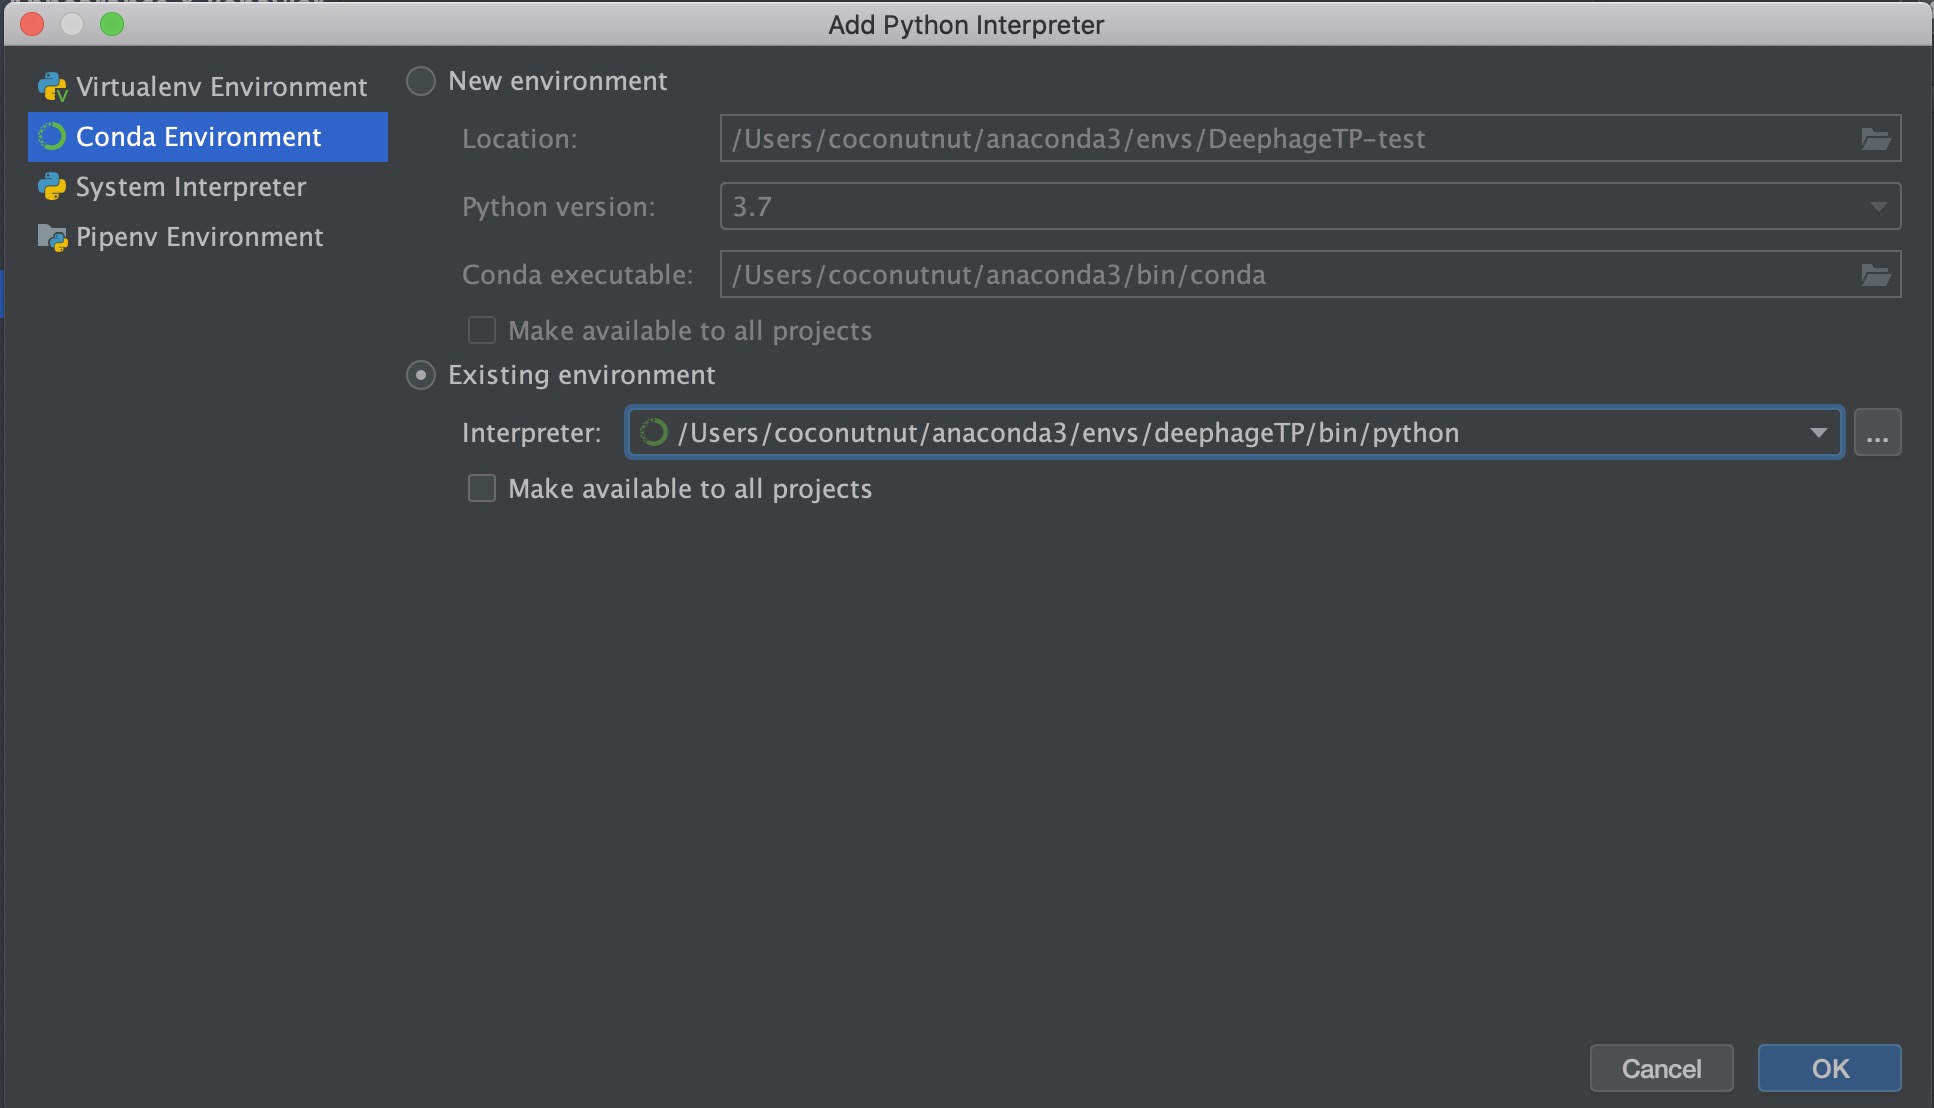 Add Python Interpreter
Virtualenv Environment
Conda Environment
System Interpreter
Pipenv Environment
New environment
Location: /Users/coconutnut/anaconda3/envs/DeephageTP-test
Python version: 3.7
Conda executable: /Users/coconutnut/anaconda3/bin/conda
Make available to all projects
Existing environment
Interpreter: /Users/coconutnut/anaconda3/envs/deephageTP/bin/python ...
Make available to all projects
Cancel OK